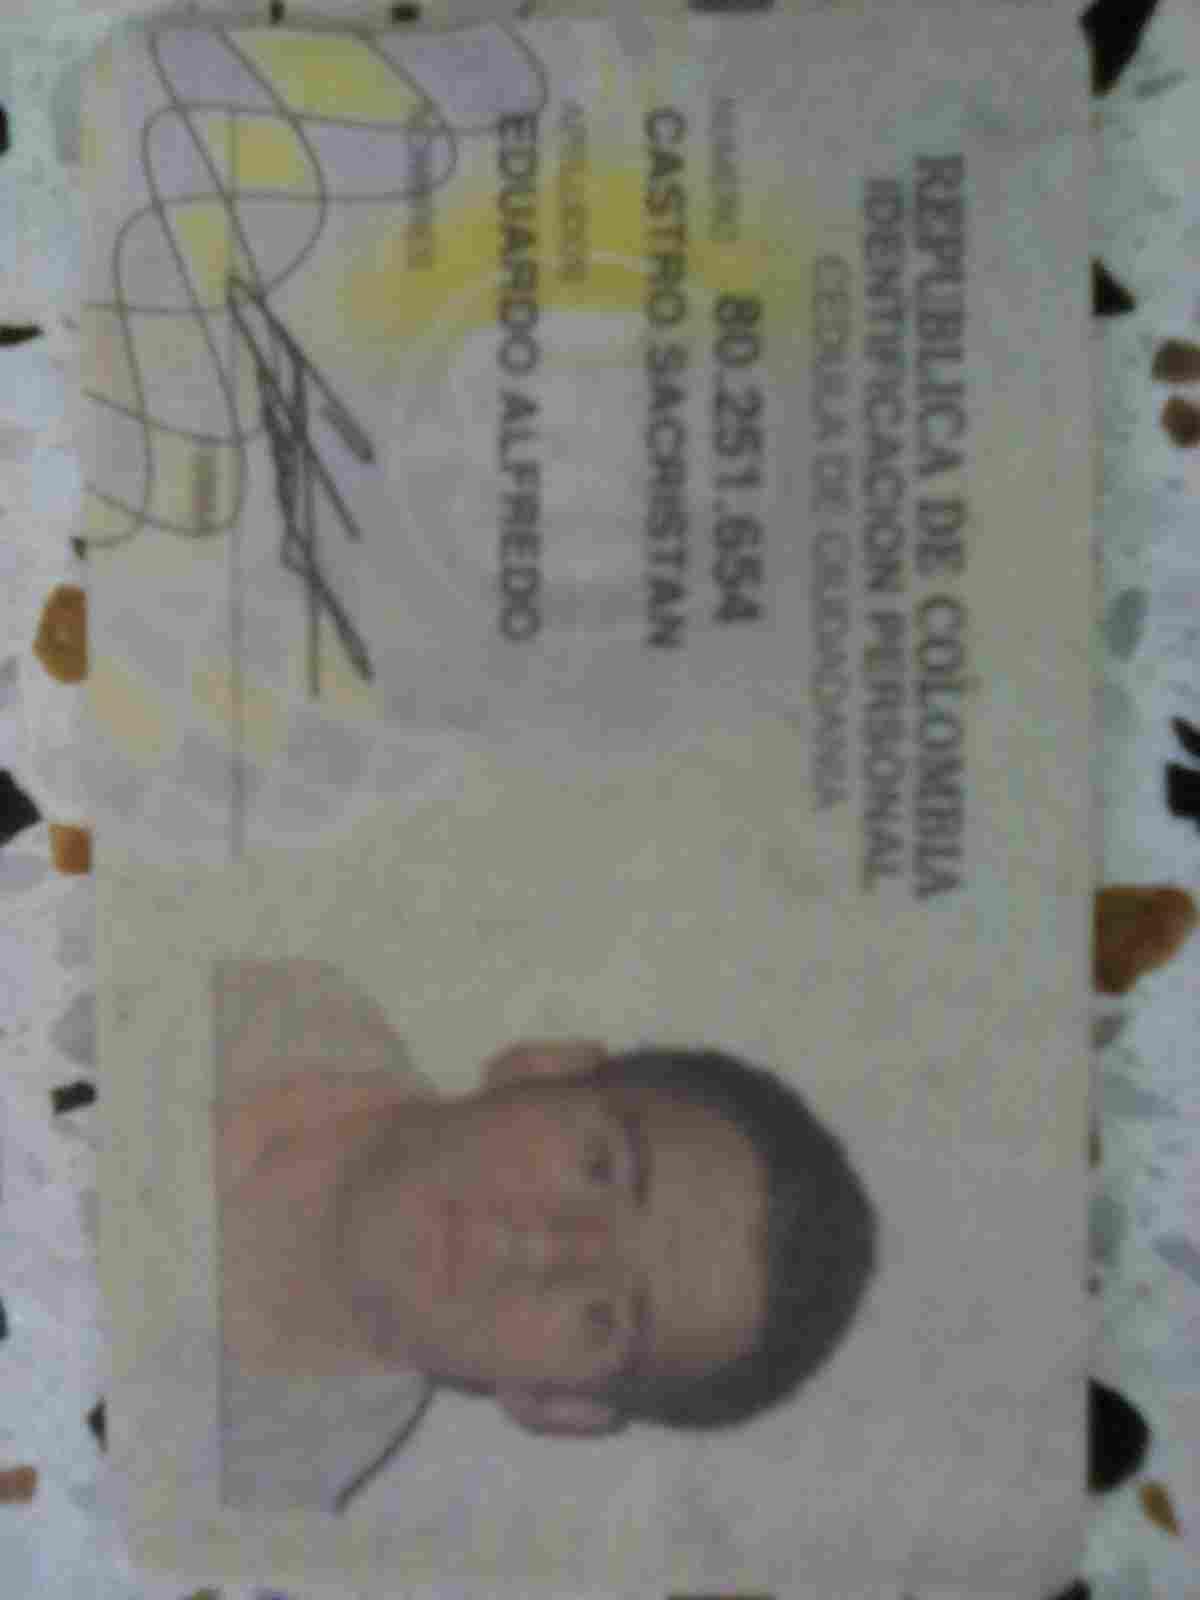 REPUBLICA DE COLOMBIA
IDENTIFICACION PERSONAL
CEDULA DE CIUDADANIA
NUMERO 80.251.654
CASTRO SACRISTAN
APELLIDOS
EDUARDO ALFREDO
NOMBRES
FIRMA